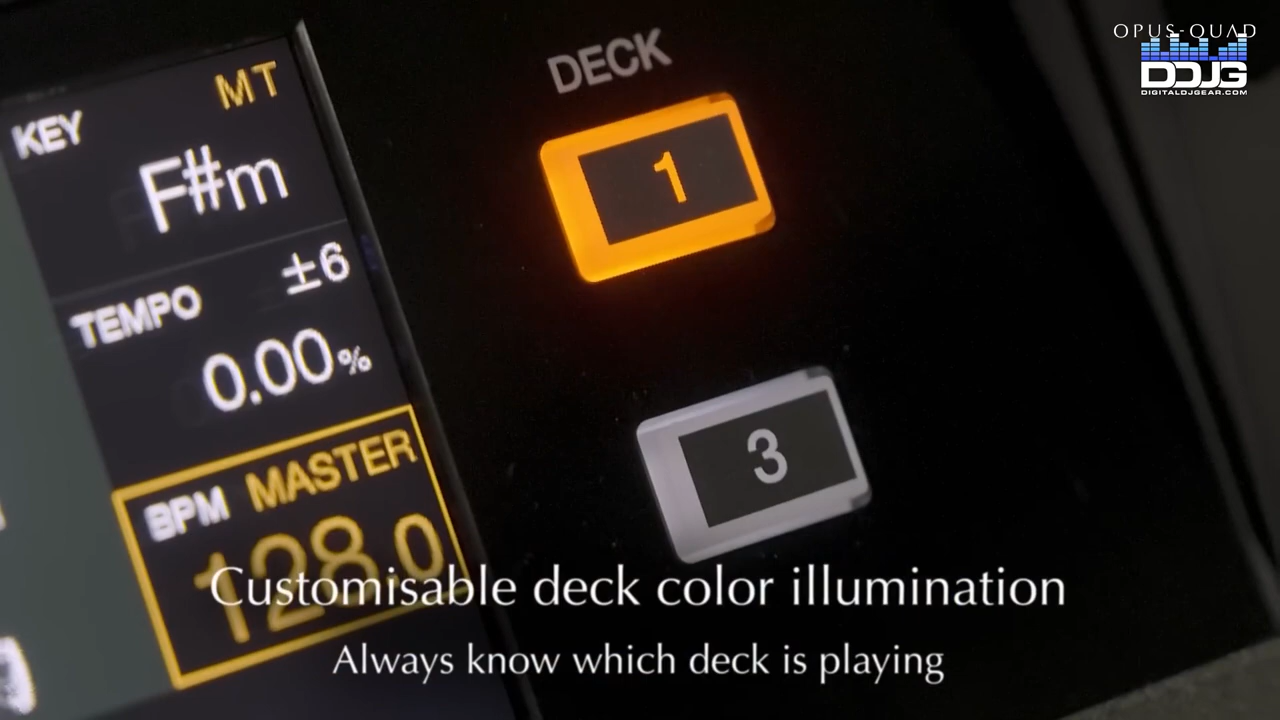 OPUS-QUAD
DDJG
DIGITALDJGEAR.COM
DECK
1
3
MT
KEY
F#m
±6
TEMPO
0.00%
BPM MASTER
128.0
Customisable deck color illumination
Always know which deck is playing